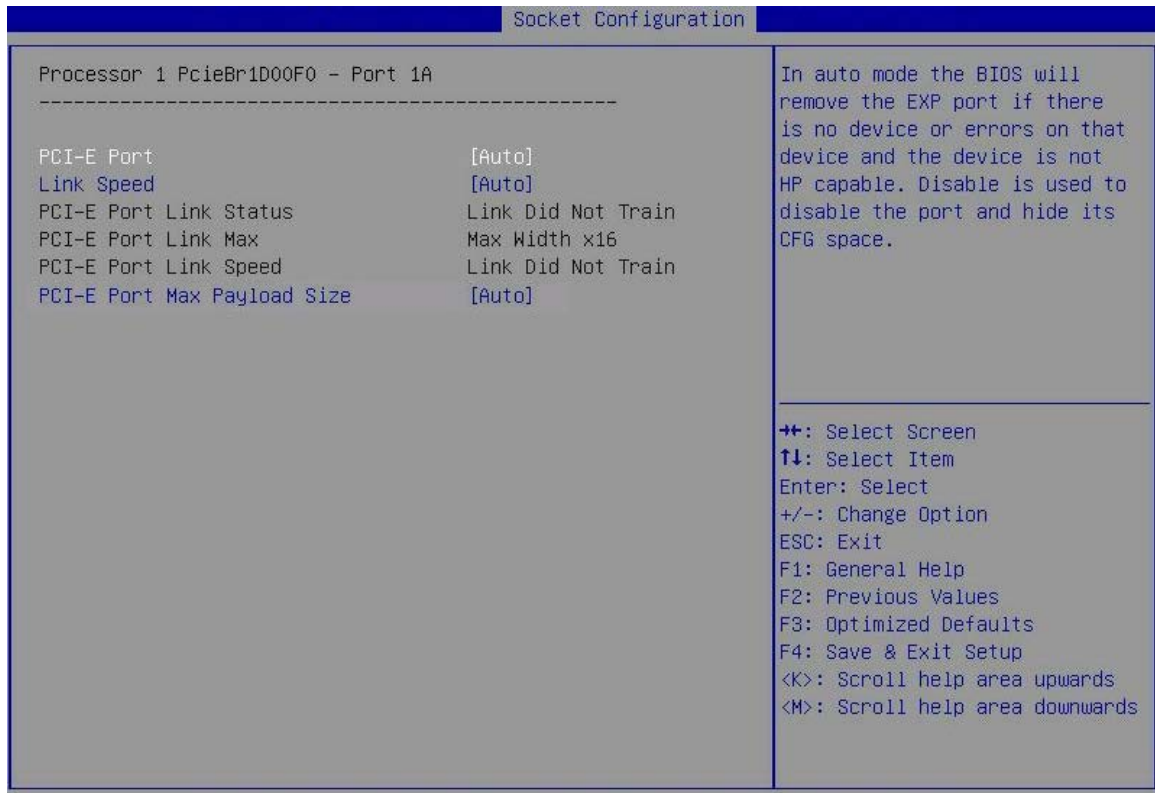 Socket Configuration
Processor 1 PcieBr1D00F0 - Port 1A
--------------------------------------------------
PCI-E Port [Auto]
Link Speed [Auto]
PCI-E Port Link Status Link Did Not Train
PCI-E Port Link Max Max Width x16
PCI-E Port Link Speed Link Did Not Train
PCI-E Port Max Payload Size [Auto]
In auto mode the BIOS will
remove the EXP port if there
is no device or errors on that
device and the device is not
HP capable. Disable is used to
disable the port and hide its
CFG space.
→←: Select Screen
↑↓: Select Item
Enter: Select
+/-: Change Option
ESC: Exit
F1: General Help
F2: Previous Values
F3: Optimized Defaults
F4: Save & Exit Setup
<K>: Scroll help area upwards
<M>: Scroll help area downwards